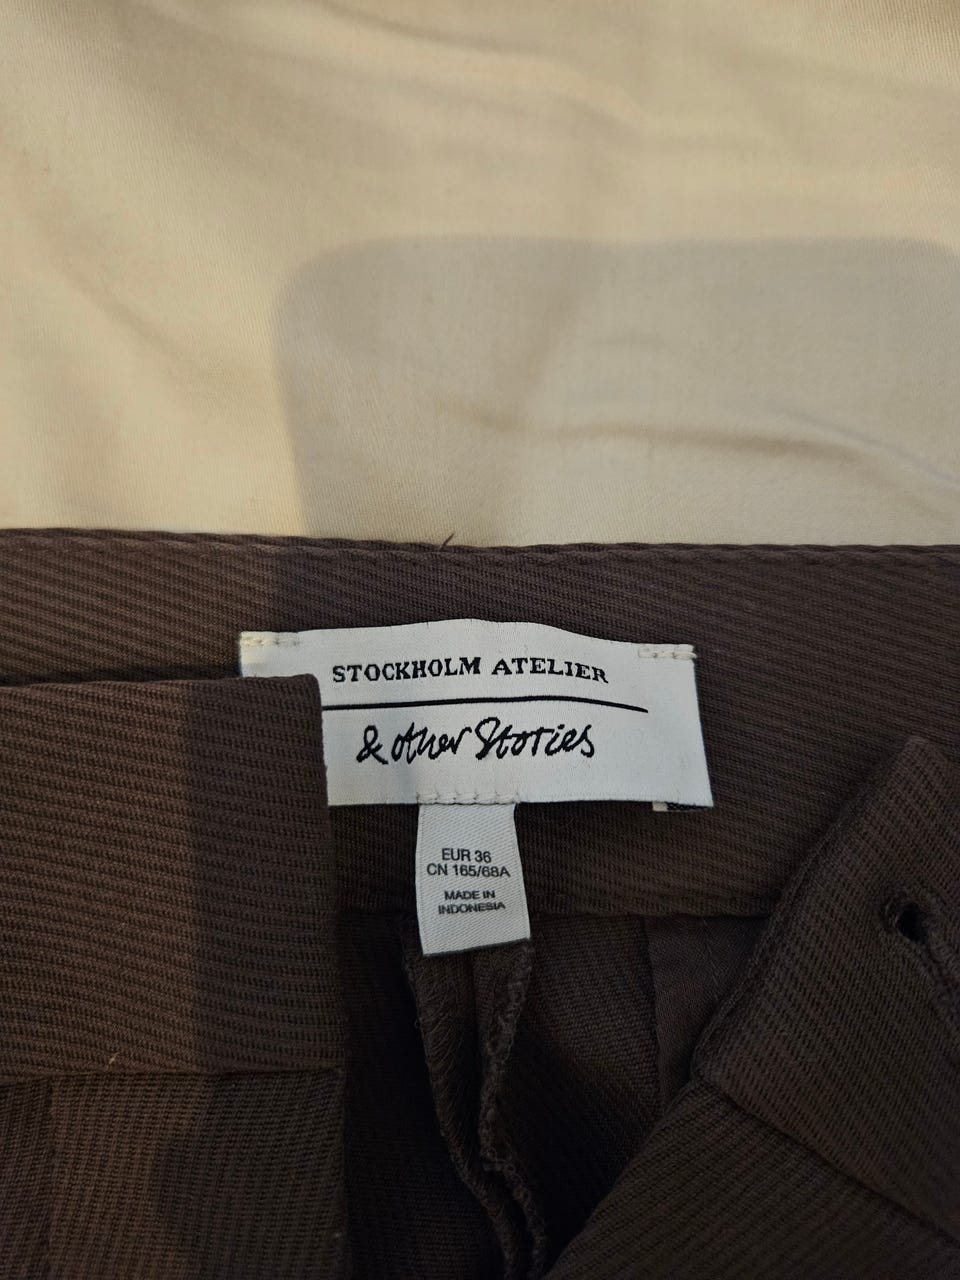 STOCKHOLM ATELIER
& other Stories
EUR 36
CN 165/68A
MADE IN
INDONESIA